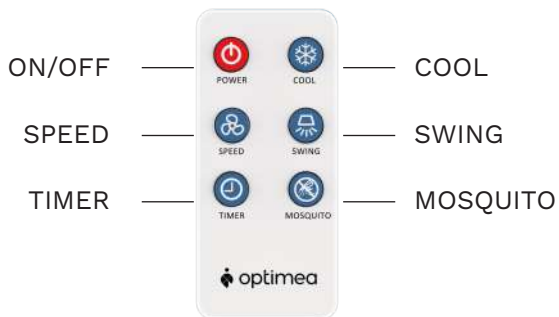 ON/OFF
POWER
COOL
COOL
SPEED
SPEED
SWING
SWING
TIMER
TIMER
MOSQUITO
MOSQUITO
optimea